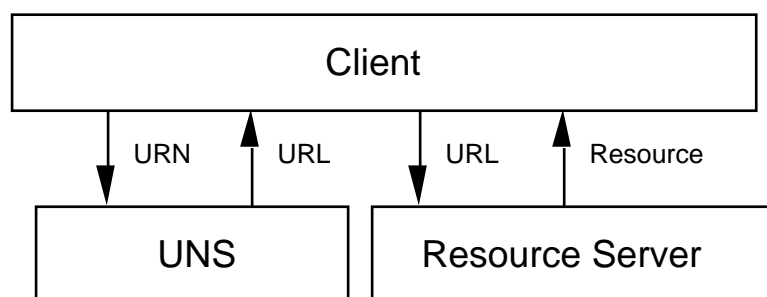 Client
URN
URL
URL
Resource
UNS
Resource Server